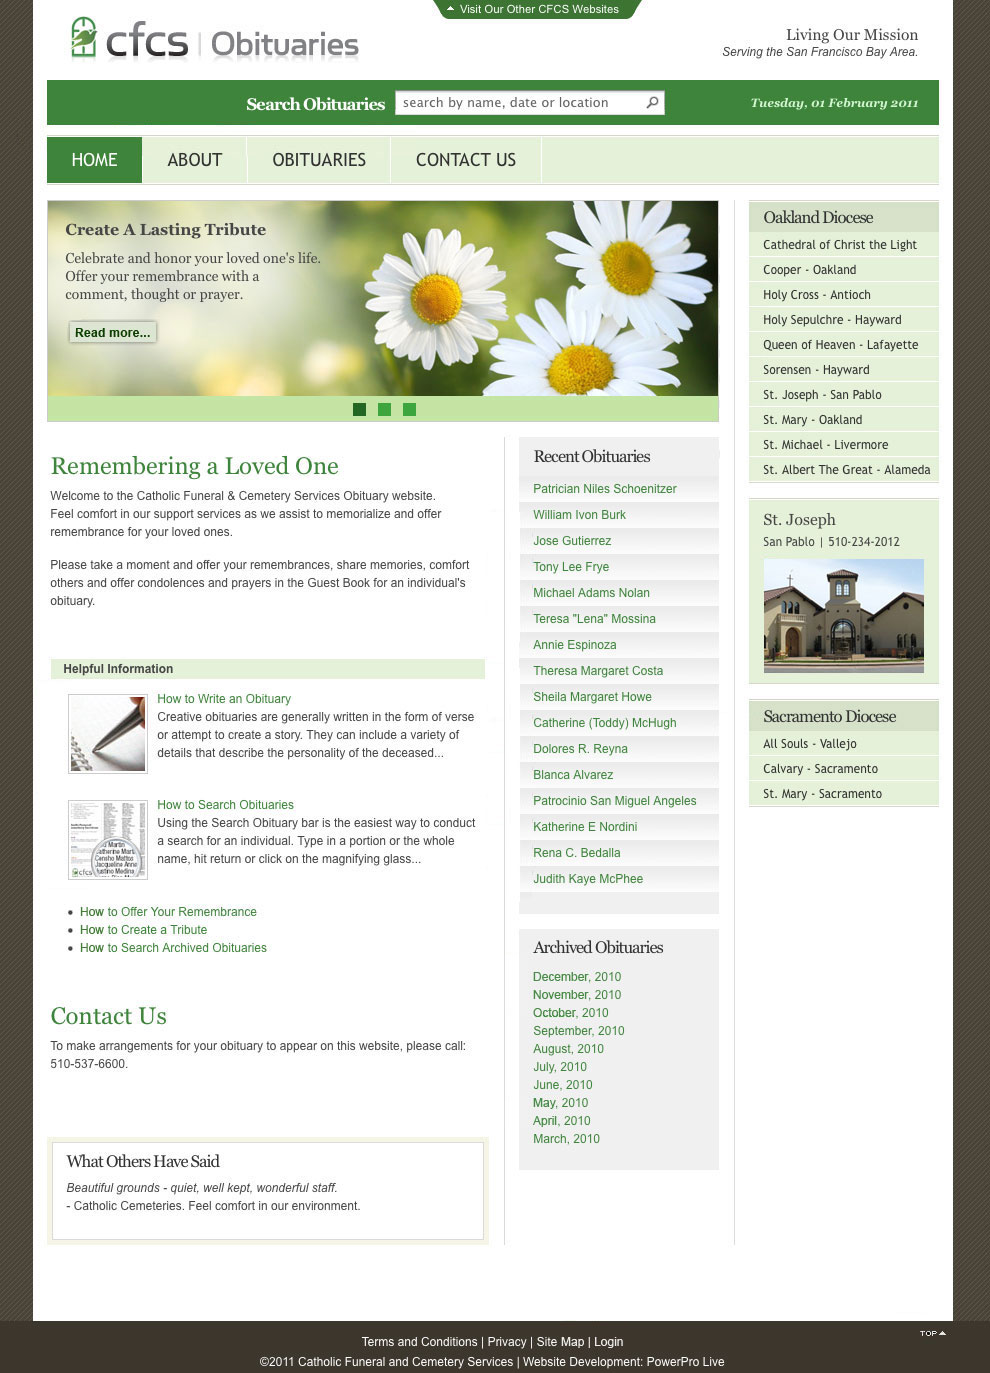 Visit Our Other CFCS Websites
cfcs | Obituaries
Living Our Mission
Serving the San Francisco Bay Area.
Search Obituaries
search by name, date or location
Tuesday, 01 February 2011
HOME
ABOUT
OBITUARIES
CONTACT US
Create A Lasting Tribute
Celebrate and honor your loved one's life.
Offer your remembrance with a
comment, thought or prayer.
Read more...
Remembering a Loved One
Welcome to the Catholic Funeral & Cemetery Services Obituary website.
Feel comfort in our support services as we assist to memorialize and offer
remembrance for your loved ones.
Please take a moment and offer your remembrances, share memories, comfort
others and offer condolences and prayers in the Guest Book for an individual's
obituary.
Helpful Information
How to Write an Obituary
Creative obituaries are generally written in the form of verse
or attempt to create a story. They can include a variety of
details that describe the personality of the deceased...
How to Search Obituaries
Using the Search Obituary bar is the easiest way to conduct
a search for an individual. Type in a portion or the whole
name, hit return or click on the magnifying glass...
• How to Offer Your Remembrance
• How to Create a Tribute
• How to Search Archived Obituaries
Contact Us
To make arrangements for your obituary to appear on this website, please call:
510-537-6600.
What Others Have Said
Beautiful grounds - quiet, well kept, wonderful staff.
- Catholic Cemeteries. Feel comfort in our environment.
Recent Obituaries
Patrician Niles Schoenitzer
William Ivon Burk
Jose Gutierrez
Tony Lee Frye
Michael Adams Nolan
Teresa "Lena" Mossina
Annie Espinoza
Theresa Margaret Costa
Sheila Margaret Howe
Catherine (Toddy) McHugh
Dolores R. Reyna
Blanca Alvarez
Patrocinio San Miguel Angeles
Katherine E Nordini
Rena C. Bedalla
Judith Kaye McPhee
Archived Obituaries
December, 2010
November, 2010
October, 2010
September, 2010
August, 2010
July, 2010
June, 2010
May, 2010
April, 2010
March, 2010
Oakland Diocese
Cathedral of Christ the Light
Cooper - Oakland
Holy Cross - Antioch
Holy Sepulchre - Hayward
Queen of Heaven - Lafayette
Sorensen - Hayward
St. Joseph - San Pablo
St. Mary - Oakland
St. Michael - Livermore
St. Albert The Great - Alameda
St. Joseph
San Pablo | 510-234-2012
Sacramento Diocese
All Souls - Vallejo
Calvary - Sacramento
St. Mary - Sacramento
TOP
Terms and Conditions | Privacy | Site Map | Login
©2011 Catholic Funeral and Cemetery Services | Website Development: PowerPro Live